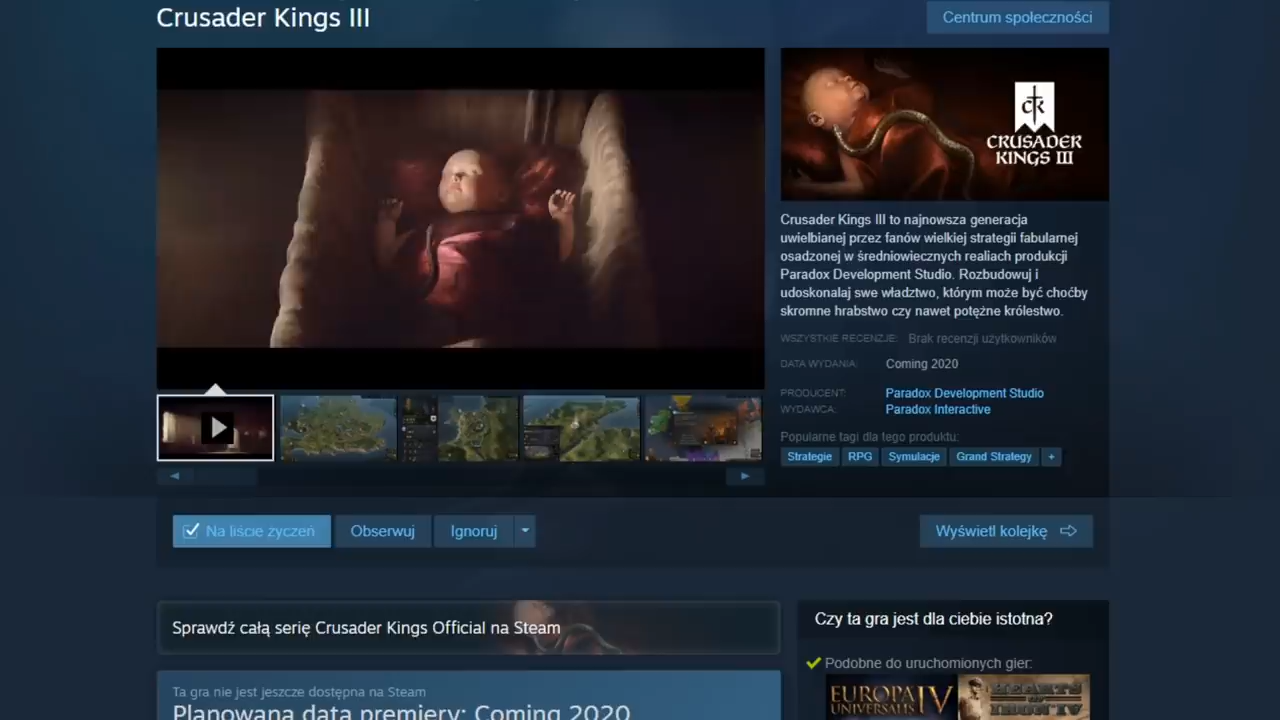 Crusader Kings III
Centrum społeczności
CRUSADER
KINGS III
Crusader Kings III to najnowsza generacja
uwielbianej przez fanów wielkiej strategii fabularnej
osadzonej w średniowiecznych realiach produkcji
Paradox Development Studio. Rozbudowuj i
udoskonalaj swe władztwo, którym może być choćby
skromne hrabstwo czy nawet potężne królestwo.
WSZYSTKIE RECENZJE: Brak recenzji użytkowników
DATA WYDANIA: Coming 2020
PRODUCENT: Paradox Development Studio
WYDAWCA: Paradox Interactive
Popularne tagi dla tego produktu:
Strategie RPG Symulacje Grand Strategy +
Na liście życzeń Obserwuj Ignoruj Wyświetl kolejkę
Sprawdź całą serię Crusader Kings Official na Steam
Czy ta gra jest dla ciebie istotna?
Podobne do uruchomionych gier:
Ta gra nie jest jeszcze dostępna na Steam
Planowana data premiery: Coming 2020
EUROPA UNIVERSALIS IV
HEARTS OF IRON IV